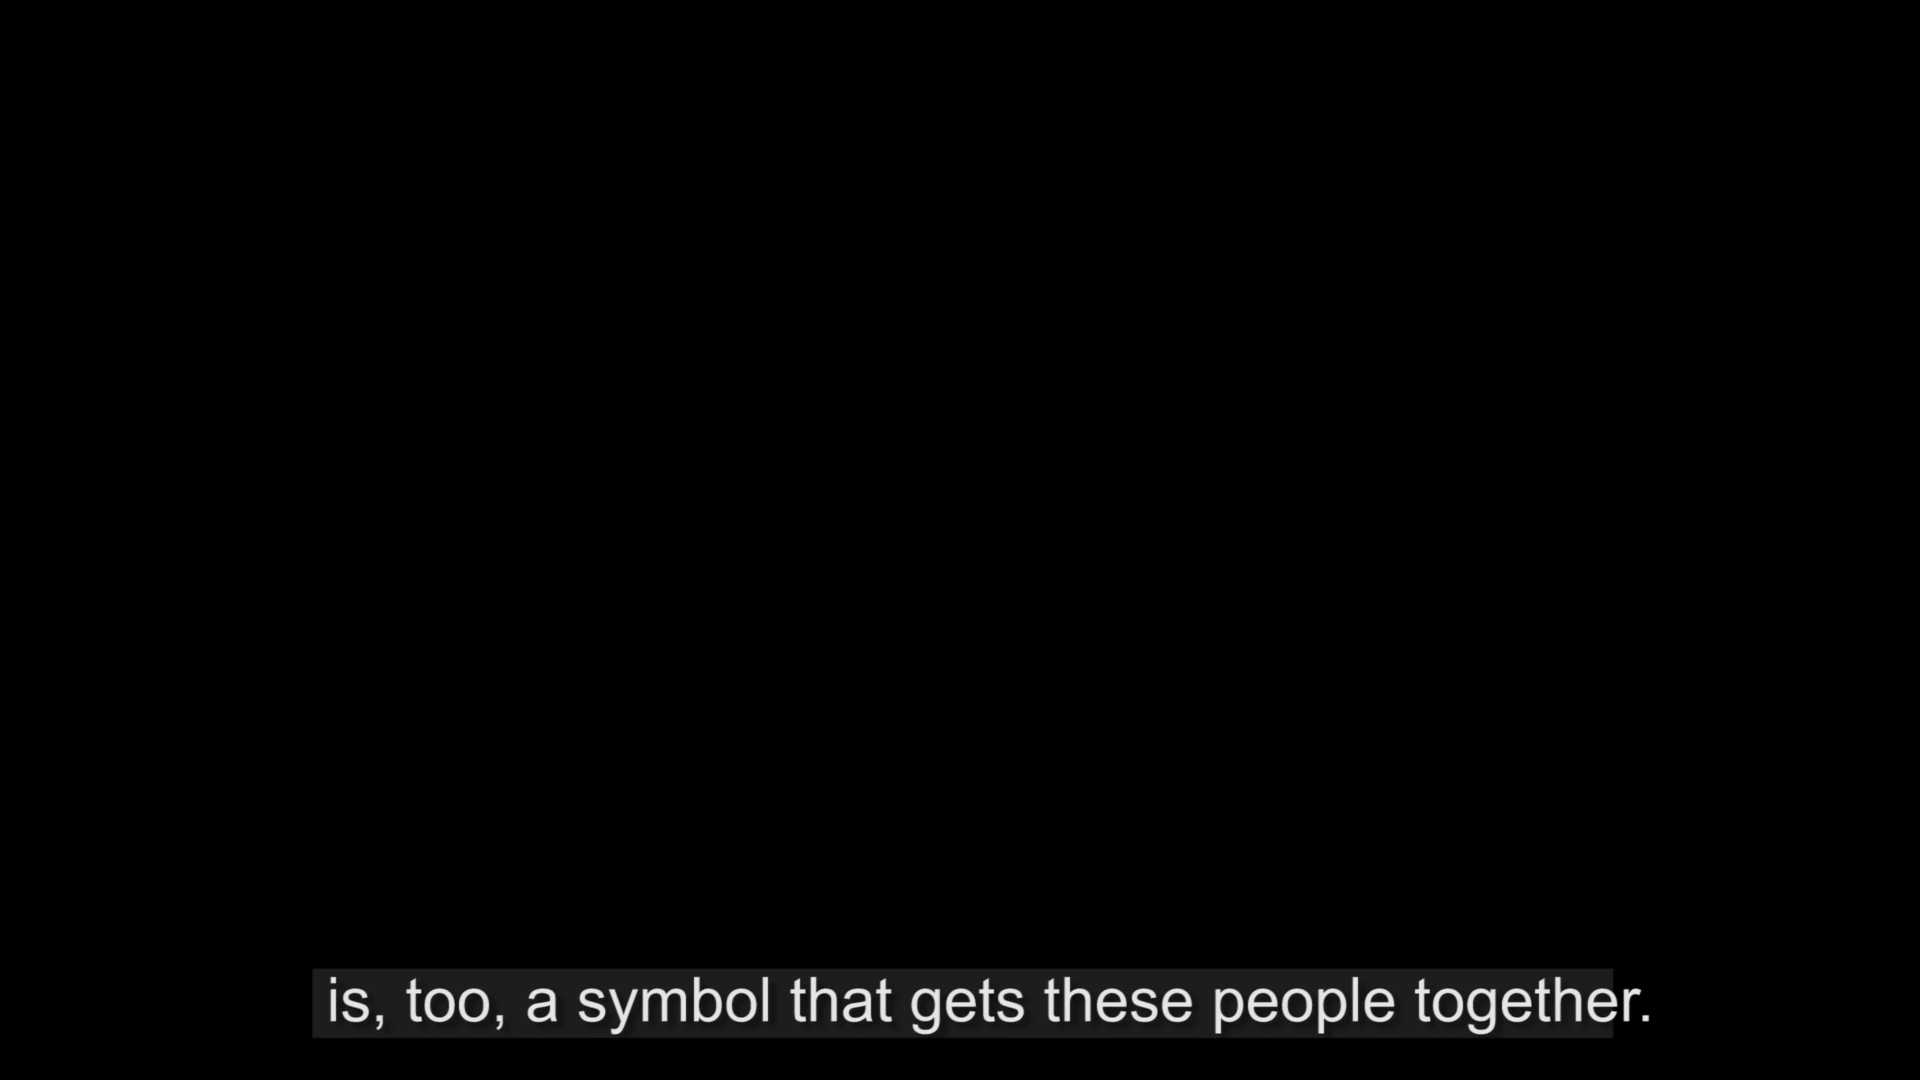 is, too, a symbol that gets these people together.